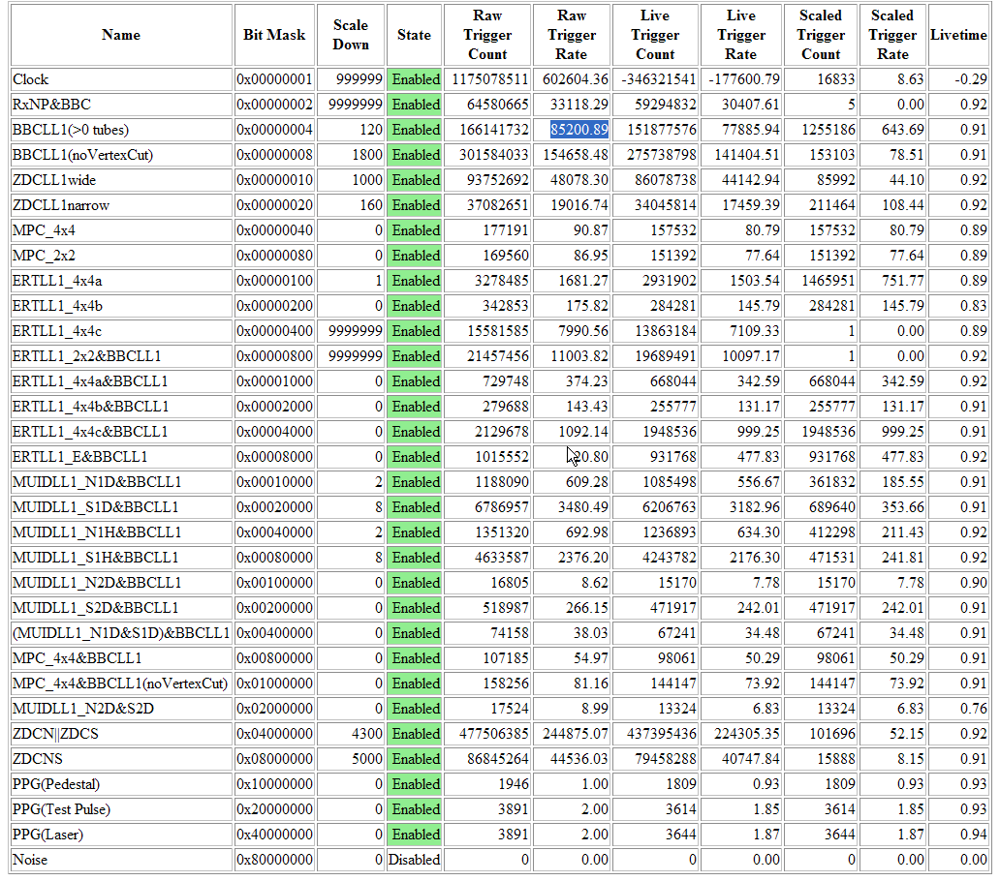 Name Bit Mask Scale Down State Raw Trigger Count Raw Trigger Rate Live Trigger Count Live Trigger Rate Scaled Trigger Count Scaled Trigger Rate Livetime
Clock 0x00000001 999999 Enabled 1175078511 602604.36 -346321541 -177600.79 16833 8.63 -0.29
RxNP&BBC 0x00000002 9999999 Enabled 64580665 33118.29 59294832 30407.61 5 0.00 0.92
BBCLL1(>0 tubes) 0x00000004 120 Enabled 166141732 85200.89 151877576 77885.94 1255186 643.69 0.91
BBCLL1(noVertexCut) 0x00000008 1800 Enabled 301584033 154658.48 275738798 141404.51 153103 78.51 0.91
ZDCLL1wide 0x00000010 1000 Enabled 93752692 48078.30 86078738 44142.94 85992 44.10 0.92
ZDCLL1narrow 0x00000020 160 Enabled 37082651 19016.74 34045814 17459.39 211464 108.44 0.92
MPC_4x4 0x00000040 0 Enabled 177191 90.87 157532 80.79 157532 80.79 0.89
MPC_2x2 0x00000080 0 Enabled 169560 86.95 151392 77.64 151392 77.64 0.89
ERTLL1_4x4a 0x00000100 1 Enabled 3278485 1681.27 2931902 1503.54 1465951 751.77 0.89
ERTLL1_4x4b 0x00000200 0 Enabled 342853 175.82 284281 145.79 284281 145.79 0.83
ERTLL1_4x4c 0x00000400 9999999 Enabled 15581585 7990.56 13863184 7109.33 1 0.00 0.89
ERTLL1_2x2&BBCLL1 0x00000800 9999999 Enabled 21457456 11003.82 19689491 10097.17 1 0.00 0.92
ERTLL1_4x4a&BBCLL1 0x00001000 0 Enabled 729748 374.23 668044 342.59 668044 342.59 0.92
ERTLL1_4x4b&BBCLL1 0x00002000 0 Enabled 279688 143.43 255777 131.17 255777 131.17 0.91
ERTLL1_4x4c&BBCLL1 0x00004000 0 Enabled 2129678 1092.14 1948536 999.25 1948536 999.25 0.91
ERTLL1_E&BBCLL1 0x00008000 0 Enabled 1015552 20.80 931768 477.83 931768 477.83 0.92
MUIDLL1_N1D&BBCLL1 0x00010000 2 Enabled 1188090 609.28 1085498 556.67 361832 185.55 0.91
MUIDLL1_S1D&BBCLL1 0x00020000 8 Enabled 6786957 3480.49 6206763 3182.96 689640 353.66 0.91
MUIDLL1_N1H&BBCLL1 0x00040000 2 Enabled 1351320 692.98 1236893 634.30 412298 211.43 0.92
MUIDLL1_S1H&BBCLL1 0x00080000 8 Enabled 4633587 2376.20 4243782 2176.30 471531 241.81 0.92
MUIDLL1_N2D&BBCLL1 0x00100000 0 Enabled 16805 8.62 15170 7.78 15170 7.78 0.90
MUIDLL1_S2D&BBCLL1 0x00200000 0 Enabled 518987 266.15 471917 242.01 471917 242.01 0.91
(MUIDLL1_N1D&S1D)&BBCLL1 0x00400000 0 Enabled 74158 38.03 67241 34.48 67241 34.48 0.91
MPC_4x4&BBCLL1 0x00800000 0 Enabled 107185 54.97 98061 50.29 98061 50.29 0.91
MPC_4x4&BBCLL1(noVertexCut) 0x01000000 0 Enabled 158256 81.16 144147 73.92 144147 73.92 0.91
MUIDLL1_N2D&S2D 0x02000000 0 Enabled 17524 8.99 13324 6.83 13324 6.83 0.76
ZDCN||ZDCS 0x04000000 4300 Enabled 477506385 244875.07 437395436 224305.35 101696 52.15 0.92
ZDCNS 0x08000000 5000 Enabled 86845264 44536.03 79458288 40747.84 15888 8.15 0.91
PPG(Pedestal) 0x10000000 0 Enabled 1946 1.00 1809 0.93 1809 0.93 0.93
PPG(Test Pulse) 0x20000000 0 Enabled 3891 2.00 3614 1.85 3614 1.85 0.93
PPG(Laser) 0x40000000 0 Enabled 3891 2.00 3644 1.87 3644 1.87 0.94
Noise 0x80000000 0 Disabled 0 0.00 0 0.00 0 0.00 0.00